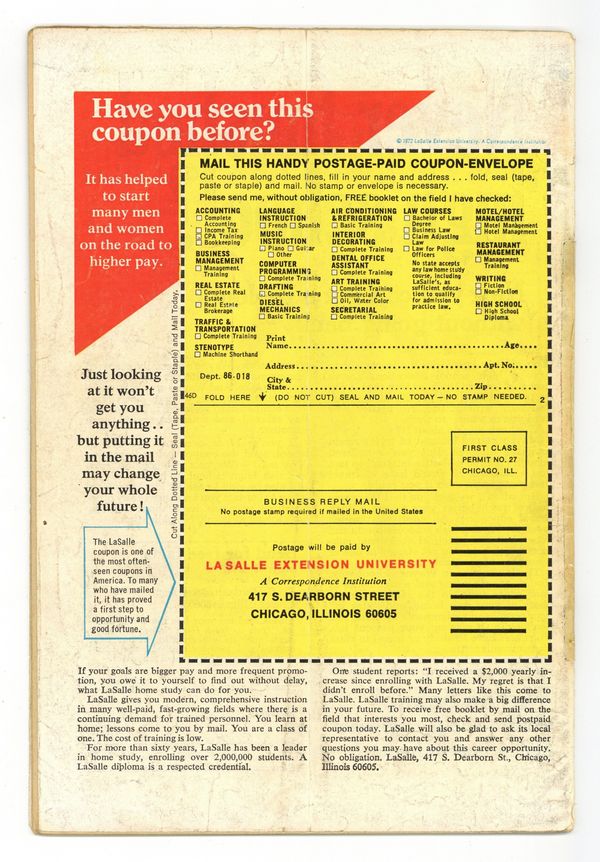 Have you seen this
coupon before?
© 1972 LaSalle Extension University/A Correspondence Institution
It has helped
to start
many men
and women
on the road to
higher pay.
Just looking
at it won't
get you
anything . .
but putting it
in the mail
may change
your whole
future!
The LaSalle
coupon is one of
the most often-
seen coupons in
America. To many
who have mailed
it, it has proved
a first step to
opportunity and
good fortune.
Cut Along Dotted Line — Seal (Tape, Paste or Staple) and Mail Today.
MAIL THIS HANDY POSTAGE-PAID COUPON-ENVELOPE
Cut coupon along dotted lines, fill in your name and address . . . fold, seal (tape,
paste or staple) and mail. No stamp or envelope is necessary.
Please send me, without obligation, FREE booklet on the field I have checked:
ACCOUNTING
Complete
Accounting
Income Tax
CPA Training
Bookkeeping
BUSINESS
MANAGEMENT
Management
Training
REAL ESTATE
Complete Real
Estate
Real Estate
Brokerage
TRAFFIC &
TRANSPORTATION
Complete Training
STENOTYPE
Machine Shorthand
LANGUAGE
INSTRUCTION
French Spanish
MUSIC
INSTRUCTION
Piano Guitar
Other
COMPUTER
PROGRAMMING
Complete Training
DRAFTING
Complete Training
DIESEL
MECHANICS
Basic Training
AIR CONDITIONING
& REFRIGERATION
Basic Training
INTERIOR
DECORATING
Complete Training
DENTAL OFFICE
ASSISTANT
Complete Training
ART TRAINING
Complete Training
Commercial Art
Oil, Water Color
SECRETARIAL
Complete Training
LAW COURSES
Bachelor of Laws
Degree
Business Law
Claim Adjusting
Law
Law for Police
Officers
No state accepts
any law home study
course, including
LaSalle's, as
sufficient educa-
tion to qualify
for admission to
practice law.
MOTEL/HOTEL
MANAGEMENT
Motel Management
Hotel Management
RESTAURANT
MANAGEMENT
Management
Training
WRITING
Fiction
Non-Fiction
HIGH SCHOOL
High School
Diploma
Print
Name Age
Address Apt. No.
Dept. 86-018
City &
State Zip
46D FOLD HERE (DO NOT CUT) SEAL AND MAIL TODAY — NO STAMP NEEDED. 2
FIRST CLASS
PERMIT NO. 27
CHICAGO, ILL.
BUSINESS REPLY MAIL
No postage stamp required if mailed in the United States
Postage will be paid by
LA SALLE EXTENSION UNIVERSITY
A Correspondence Institution
417 S. DEARBORN STREET
CHICAGO, ILLINOIS 60605
If your goals are bigger pay and more frequent promo-
tion, you owe it to yourself to find out without delay,
what LaSalle home study can do for you.
LaSalle gives you modern, comprehensive instruction
in many well-paid, fast-growing fields where there is a
continuing demand for trained personnel. You learn at
home; lessons come to you by mail. You are a class of
one. The cost of training is low.
For more than sixty years, LaSalle has been a leader
in home study, enrolling over 2,000,000 students. A
LaSalle diploma is a respected credential.
One student reports: "I received a $2,000 yearly in-
crease since enrolling with LaSalle. My regret is that I
didn't enroll before." Many letters like this come to
LaSalle. LaSalle training may also make a big difference
in your future. To receive free booklet by mail on the
field that interests you most, check and send postpaid
coupon today. LaSalle will also be glad to ask its local
representative to contact you and answer any other
questions you may have about this career opportunity.
No obligation. LaSalle, 417 S. Dearborn St., Chicago,
Illinois 60605.